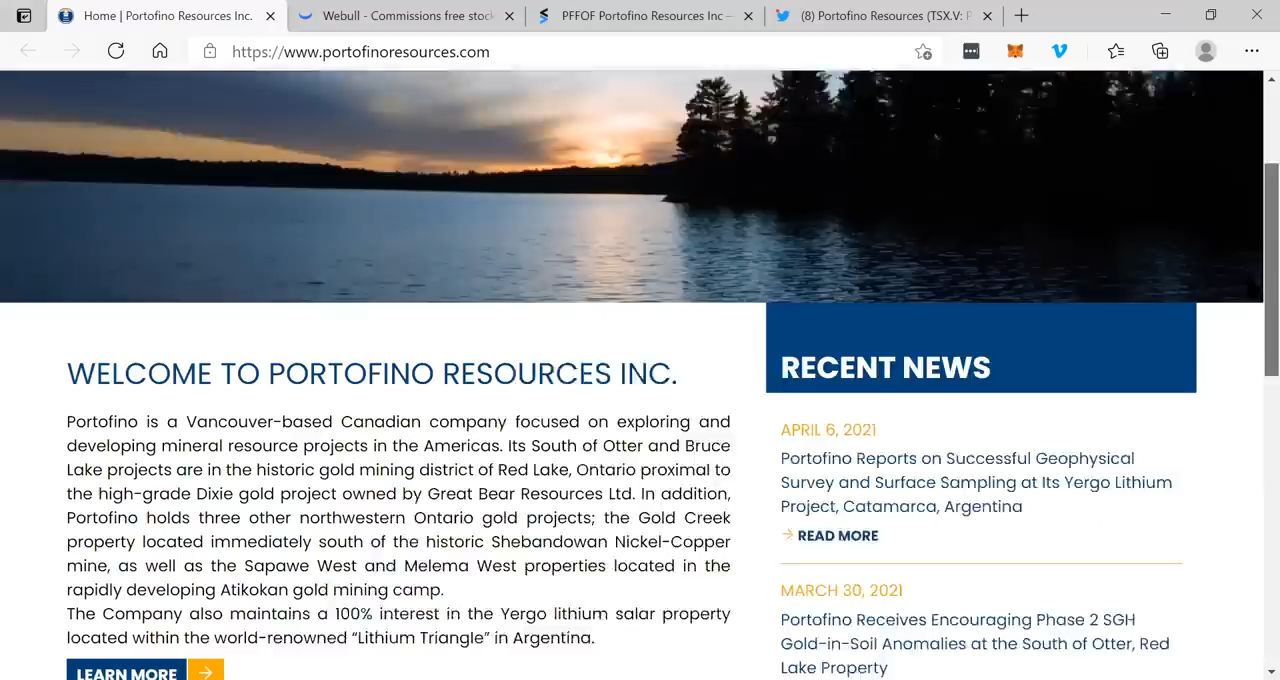 Home | Portofino Resources Inc.
Webull - Commissions free stoc
PFFOF Portofino Resources Inc –
(8) Portofino Resources (TSX.V: P
https://www.portofinoresources.com
WELCOME TO PORTOFINO RESOURCES INC.
Portofino is a Vancouver-based Canadian company focused on exploring and
developing mineral resource projects in the Americas. Its South of Otter and Bruce
Lake projects are in the historic gold mining district of Red Lake, Ontario proximal to
the high-grade Dixie gold project owned by Great Bear Resources Ltd. In addition,
Portofino holds three other northwestern Ontario gold projects; the Gold Creek
property located immediately south of the historic Shebandowan Nickel-Copper
mine, as well as the Sapawe West and Melema West properties located in the
rapidly developing Atikokan gold mining camp.
The Company also maintains a 100% interest in the Yergo lithium salar property
located within the world-renowned “Lithium Triangle” in Argentina.
LEARN MORE
RECENT NEWS
APRIL 6, 2021
Portofino Reports on Successful Geophysical
Survey and Surface Sampling at Its Yergo Lithium
Project, Catamarca, Argentina
READ MORE
MARCH 30, 2021
Portofino Receives Encouraging Phase 2 SGH
Gold-in-Soil Anomalies at the South of Otter, Red
Lake Property